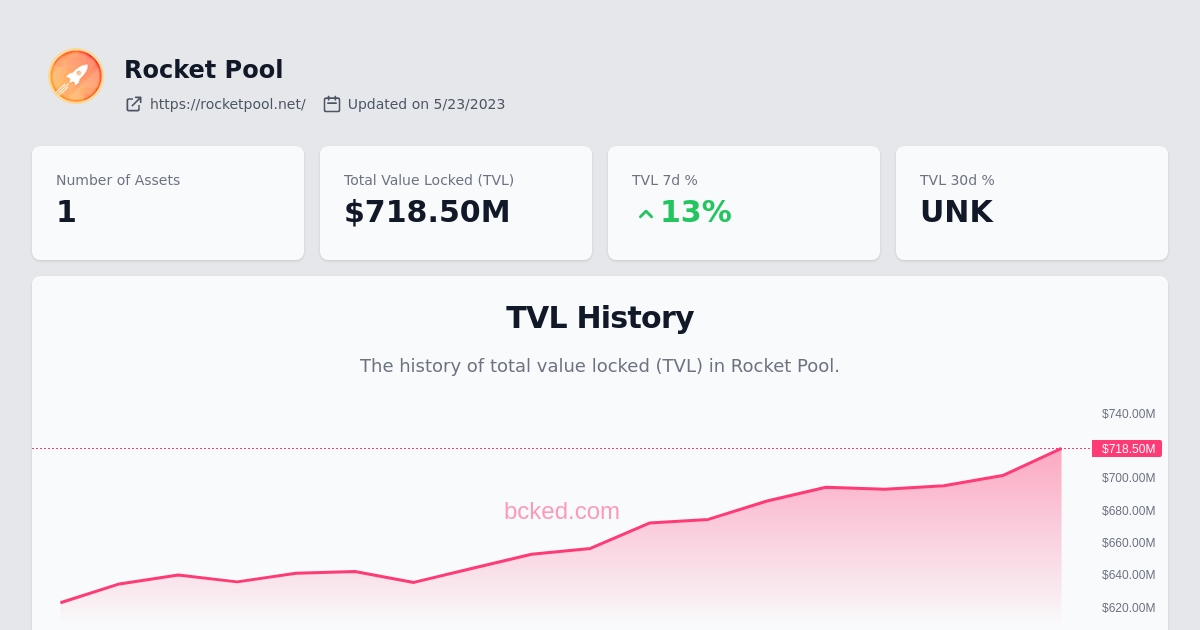 Rocket Pool
https://rocketpool.net/ Updated on 5/23/2023
Number of Assets
1
Total Value Locked (TVL)
$718.50M
TVL 7d %
13%
TVL 30d %
UNK
TVL History
The history of total value locked (TVL) in Rocket Pool.
$740.00M
$718.50M
$700.00M
bcked.com
$680.00M
$660.00M
$640.00M
$620.00M